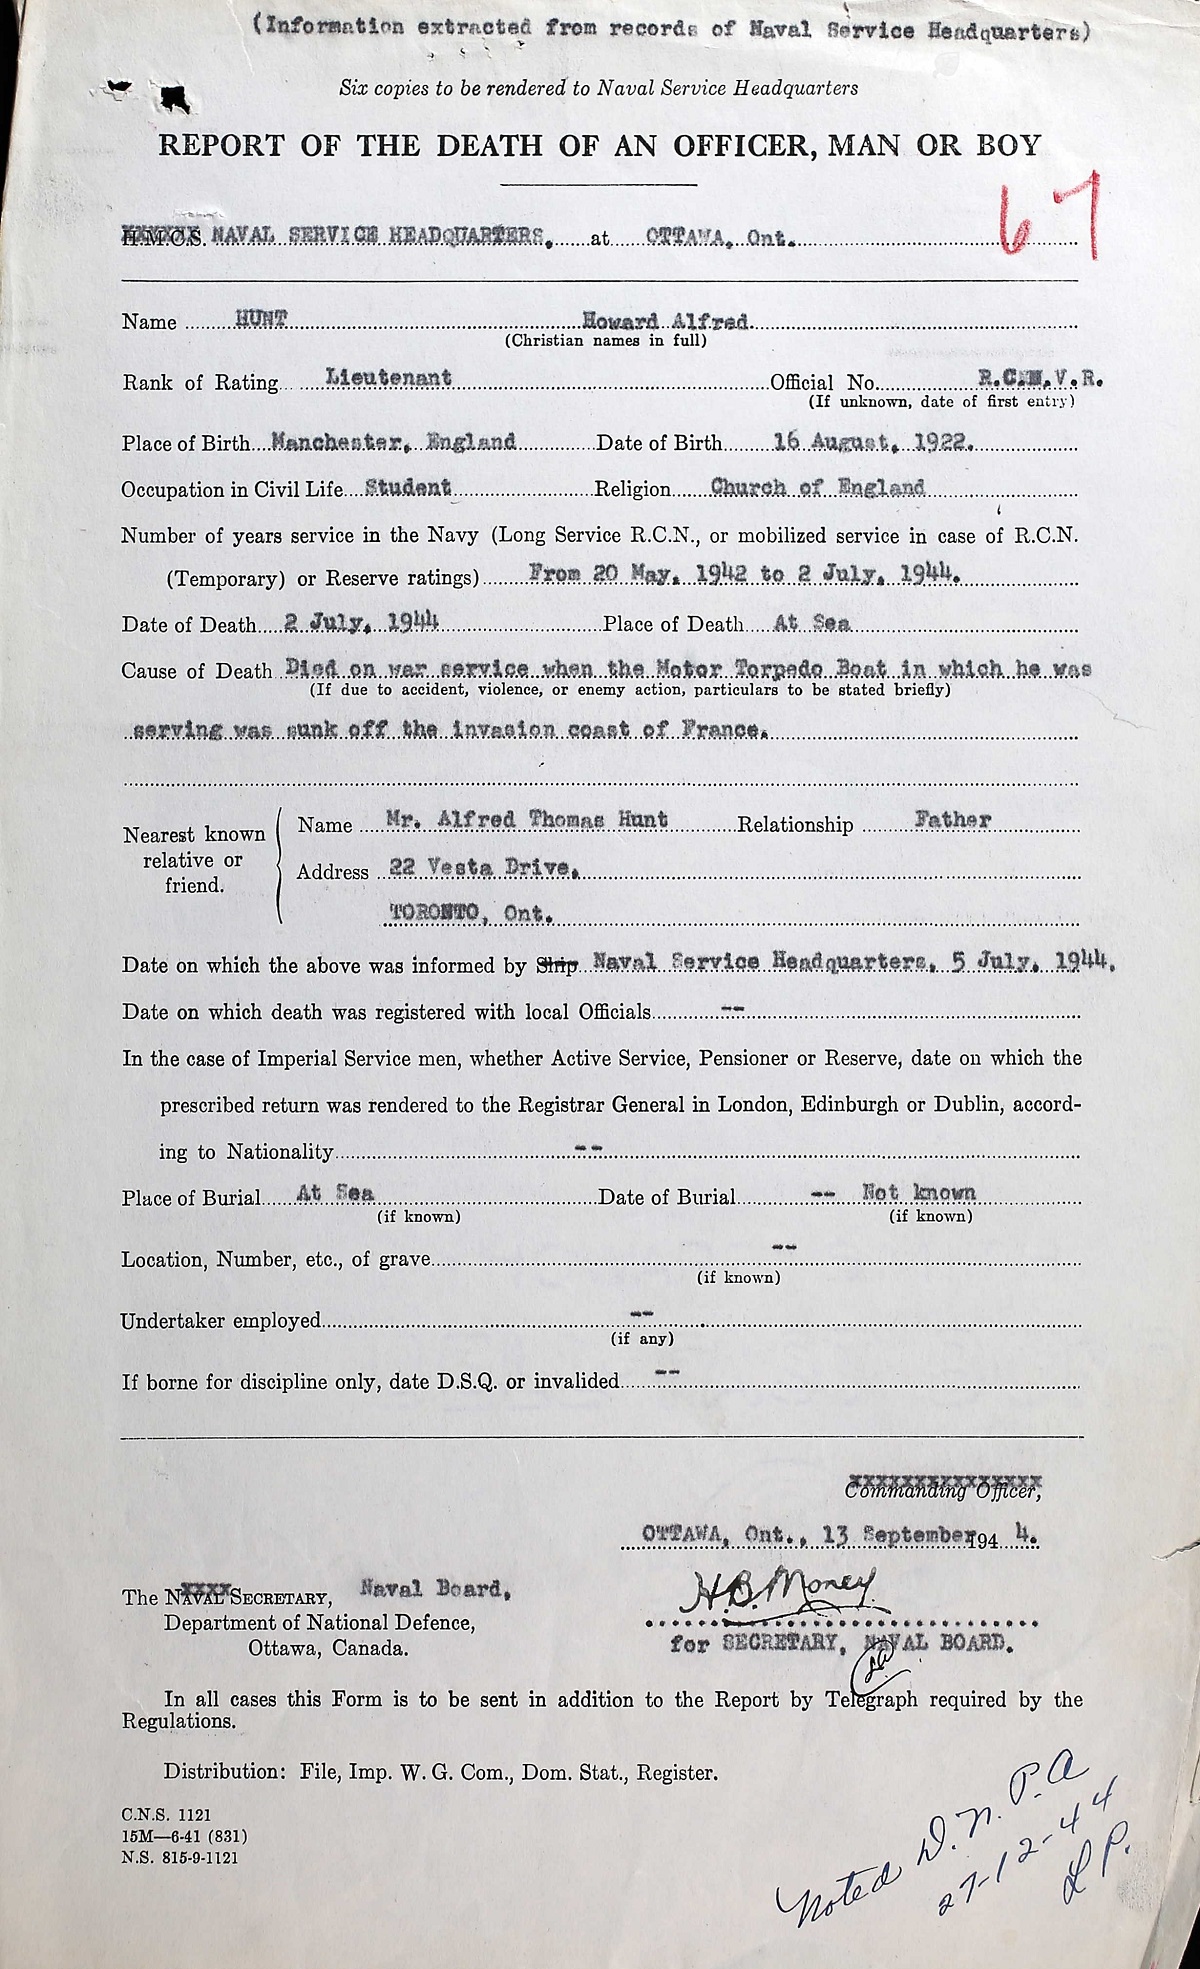 (Information extracted from records of Naval Service Headquarters)
Six copies to be rendered to Naval Service Headquarters
REPORT OF THE DEATH OF AN OFFICER, MAN OR BOY
67
H.M.C.S. NAVAL SERVICE HEADQUARTERS, at OTTAWA, Ont.
Name HUNT Howard Alfred
(Christian names in full)
Rank of Rating Lieutenant Official No. R.C.N.V.R.
(If unknown, date of first entry)
Place of Birth Manchester, England Date of Birth 16 August, 1922.
Occupation in Civil Life Student Religion Church of England
Number of years service in the Navy (Long Service R.C.N., or mobilized service in case of R.C.N.
(Temporary) or Reserve ratings) From 20 May, 1942 to 2 July, 1944.
Date of Death 2 July, 1944 Place of Death At Sea
Cause of Death Died on war service when the Motor Torpedo Boat in which he was
(If due to accident, violence, or enemy action, particulars to be stated briefly)
serving was sunk off the invasion coast of France.
Nearest known relative or friend. Name Mr. Alfred Thomas Hunt Relationship Father
Address 22 Vesta Drive,
TORONTO, Ont.
Date on which the above was informed by Ship Naval Service Headquarters, 5 July, 1944.
Date on which death was registered with local Officials --
In the case of Imperial Service men, whether Active Service, Pensioner or Reserve, date on which the
prescribed return was rendered to the Registrar General in London, Edinburgh or Dublin, accord-
ing to Nationality --
Place of Burial At Sea Date of Burial -- Not known
(if known) (if known)
Location, Number, etc., of grave --
(if known)
Undertaker employed --
(if any)
If borne for discipline only, date D.S.Q. or invalided --
xxxxxxxxxxxxxxxx
Commanding Officer,
OTTAWA, Ont., 13 September 194 4.
H.B. Money
The NAVAL SECRETARY, Naval Board,
Department of National Defence,
Ottawa, Canada.
for SECRETARY, NAVAL BOARD.
In all cases this Form is to be sent in addition to the Report by Telegraph required by the
Regulations.
Distribution: File, Imp. W. G. Com., Dom. Stat., Register.
C.N.S. 1121
15M—6-41 (831)
N.S. 815-9-1121
Noted D.N.P.A
27-12-44
L P.